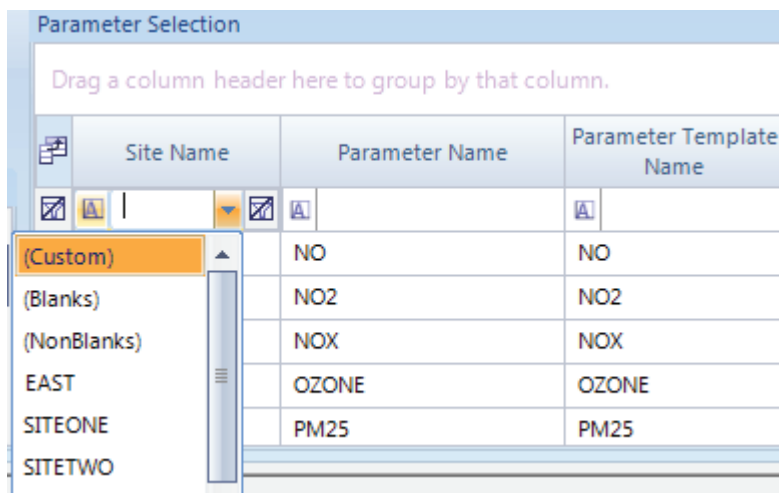 Parameter Selection
Drag a column header here to group by that column.
Site Name Parameter Name Parameter Template Name
A A A
(Custom) NO NO
(Blanks) NO2 NO2
(NonBlanks) NOX NOX
EAST OZONE OZONE
SITEONE PM25 PM25
SITETWO